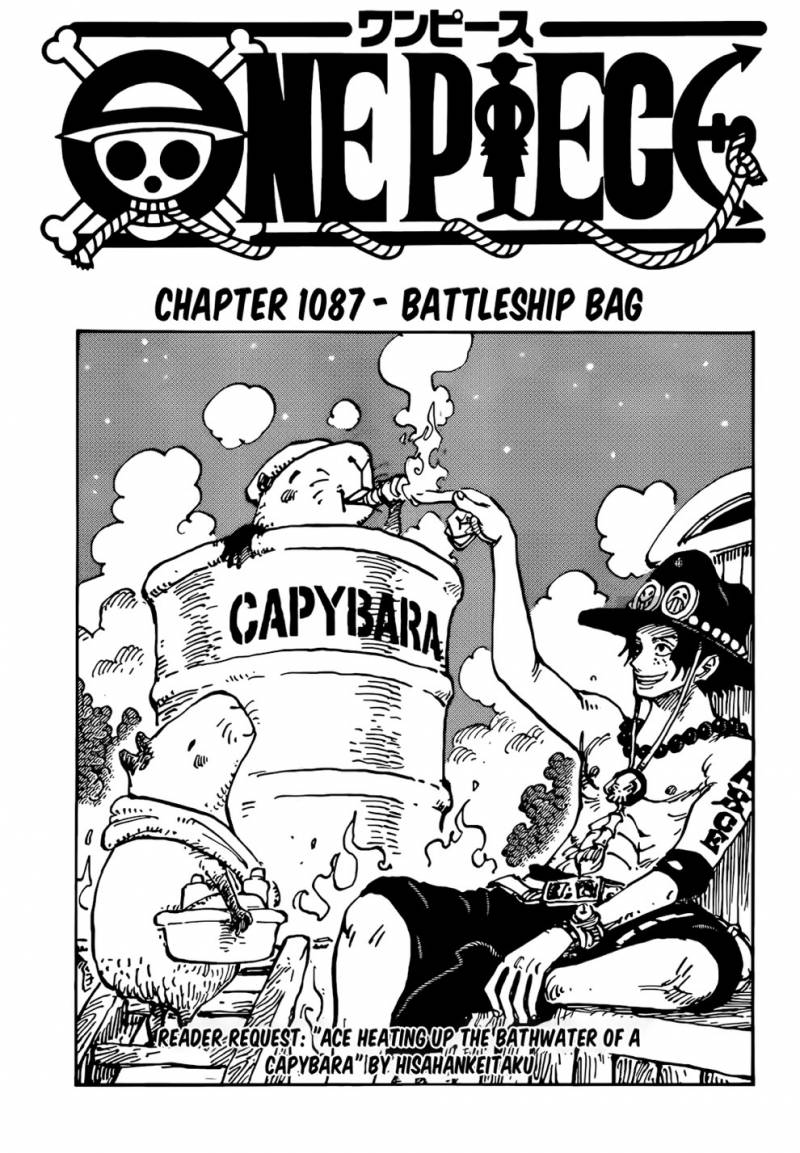 ワンピース
ONE PIECE
CHAPTER 1087 - BATTLESHIP BAG
CAPYBARA
ASCE
READER REQUEST: "ACE HEATING UP THE BATHWATER OF A
CAPYBARA" BY HISAHANKEITAKU